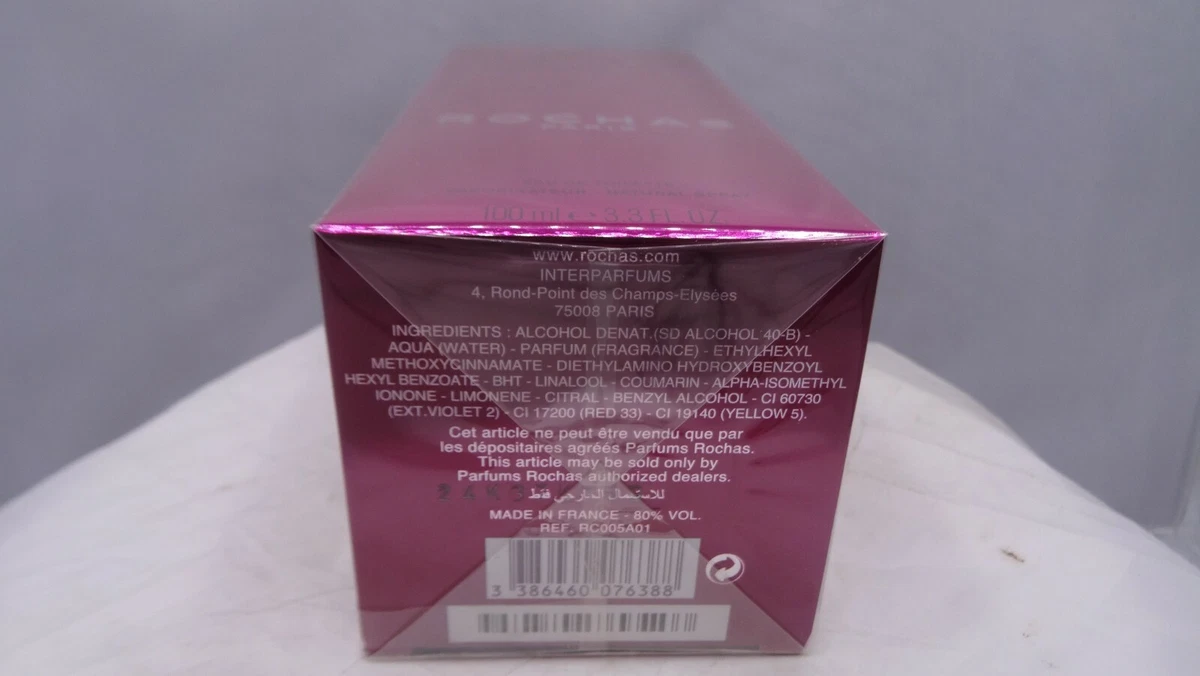 ROCHAS
PARIS
100 ml e - 3.3 Fl. OZ
www.rochas.com
INTERPARFUMS
4, Rond-Point des Champs-Elysées
75008 PARIS
INGREDIENTS : ALCOHOL DENAT.(SD ALCOHOL 40-B) -
AQUA (WATER) - PARFUM (FRAGRANCE) - ETHYLHEXYL
METHOXYCINNAMATE - DIETHYLAMINO HYDROXYBENZOYL
HEXYL BENZOATE - BHT - LINALOOL - COUMARIN - ALPHA-ISOMETHYL
IONONE - LIMONENE - CITRAL - BENZYL ALCOHOL - CI 60730
(EXT.VIOLET 2) - CI 17200 (RED 33) - CI 19140 (YELLOW 5).
Cet article ne peut être vendu que par
les dépositaires agréés Parfums Rochas.
This article may be sold only by
Parfums Rochas authorized dealers.
للاستعمال الخارجي فقط
MADE IN FRANCE - 80% VOL.
REF. RC005A01
3 386460 076388